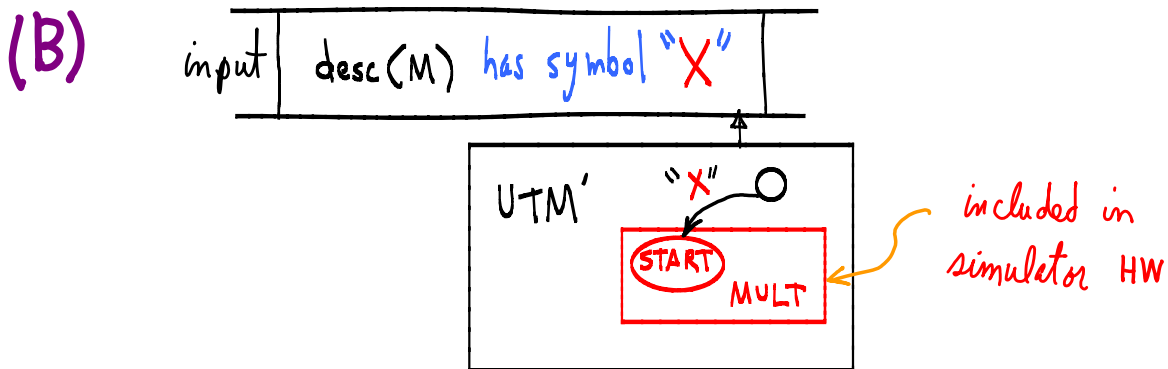 (B)
input desc(M) has symbol "X"
UTM' "X"
START
MULT
included in
simulator HW